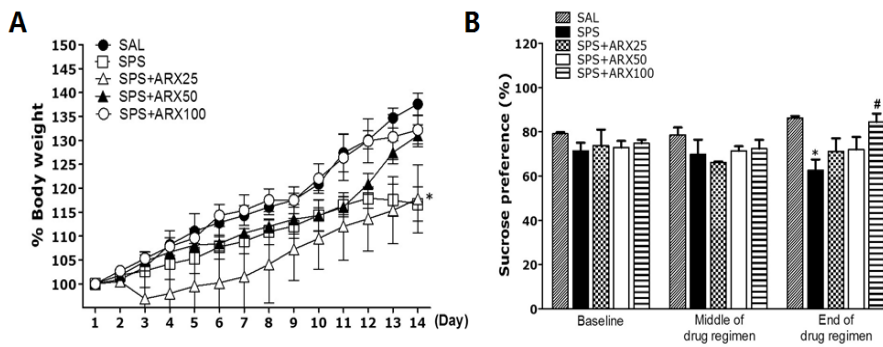 A
150
145
140
135
130
125
120
115
110
105
100
% Body weight
SAL
SPS
SPS+ARX25
SPS+ARX50
SPS+ARX100
*
1 2 3 4 5 6 7 8 9 10 11 12 13 14 (Day)
B
SAL
SPS
SPS+ARX25
SPS+ARX50
SPS+ARX100
120
100
80
60
40
20
0
Sucrose preference (%)
*
#
Baseline
Middle of
drug regimen
End of
drug regimen